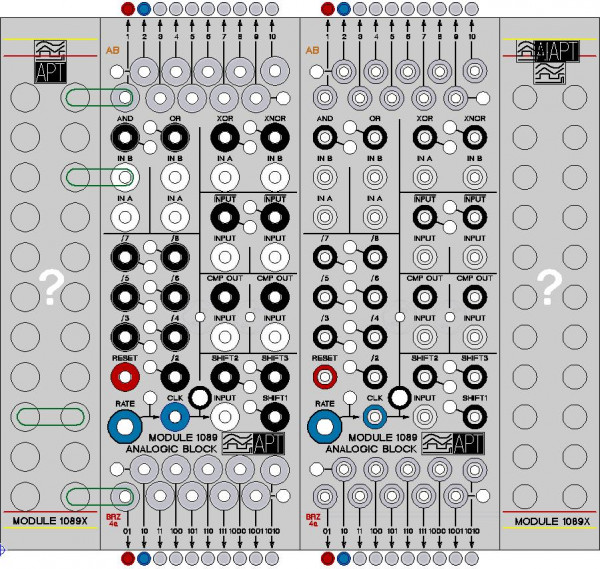 1 2 3 4 5 6 7 8 9 10 1 2 3 4 5 6 7 8 9 10
AB AB
APT APT
AND OR XOR XNOR AND OR XOR XNOR
IN B IN B IN A IN A IN B IN B IN A IN A
IN A IN A INPUT INPUT IN A IN A INPUT INPUT
/7 /8 INPUT INPUT /7 /8 INPUT INPUT
/5 /6 CMP OUT CMP OUT /5 /6 CMP OUT CMP OUT
? ?
/3 /4 INPUT INPUT /3 /4 INPUT INPUT
RESET /2 SHIFT2 SHIFT3 RESET /2 SHIFT2 SHIFT3
RATE CLK INPUT SHIFT1 RATE CLK INPUT SHIFT1
MODULE 1089 MODULE 1089
ANALOGIC BLOCK APT ANALOGIC BLOCK APT
MODULE 1089X BRZ BRZ MODULE 1089X
4a 4a
01 10 11 100 101 110 111 1000 1001 1010 01 10 11 100 101 110 111 1000 1001 1010